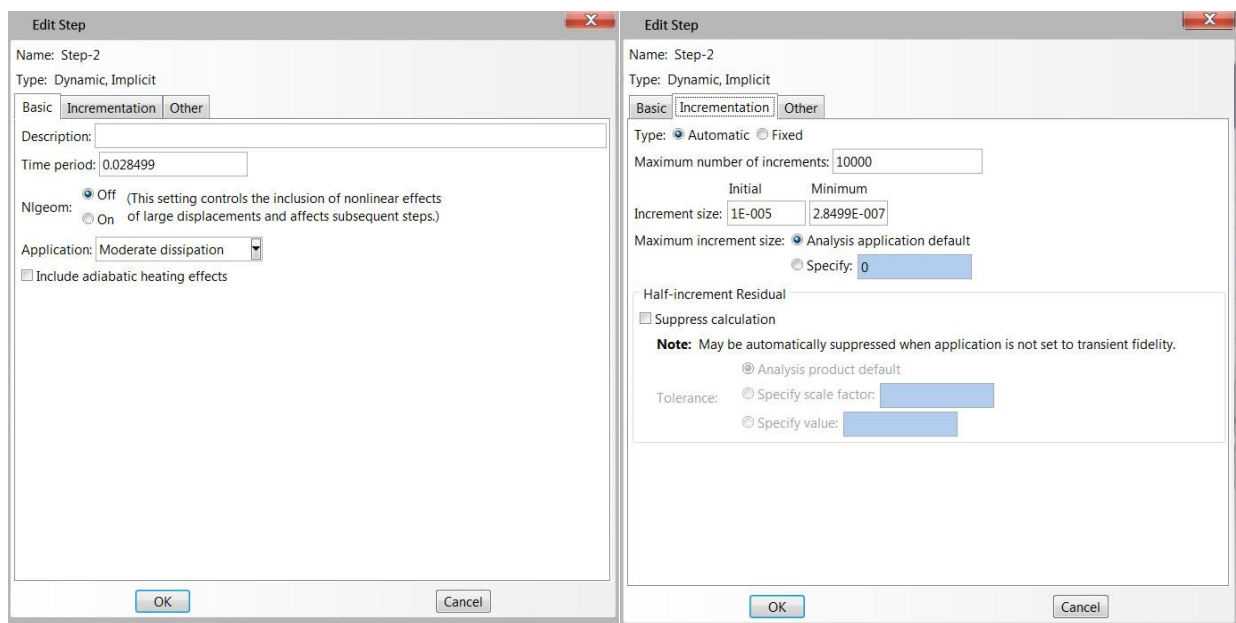 Edit Step
Name: Step-2
Type: Dynamic, Implicit
Basic Incrementation Other
Description:
Time period: 0.028499
Nlgeom:
Off (This setting controls the inclusion of nonlinear effects
On of large displacements and affects subsequent steps.)
Application: Moderate dissipation
Include adiabatic heating effects
OK Cancel
Edit Step
Name: Step-2
Type: Dynamic, Implicit
Basic Incrementation Other
Type: Automatic Fixed
Maximum number of increments: 10000
Initial Minimum
Increment size: 1E-005 2.8499E-007
Maximum increment size: Analysis application default
Specify: 0
Half-increment Residual
Suppress calculation
Note: May be automatically suppressed when application is not set to transient fidelity.
Analysis product default
Tolerance: Specify scale factor:
Specify value:
OK Cancel